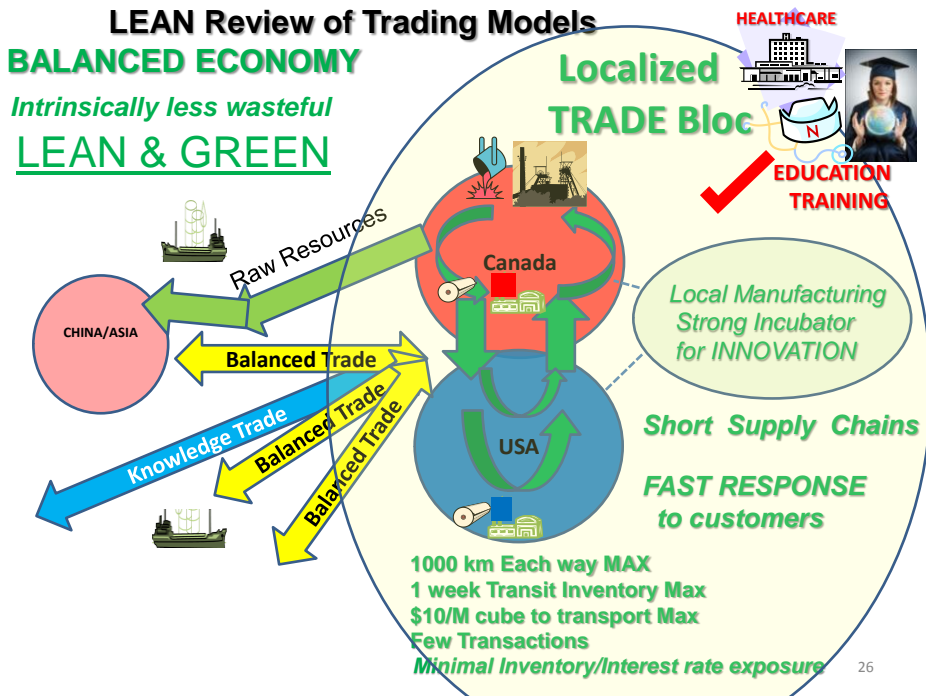 LEAN Review of Trading Models
BALANCED ECONOMY
Intrinsically less wasteful
LEAN & GREEN
Localized
TRADE Bloc
HEALTHCARE
N
EDUCATION
TRAINING
Raw Resources
Canada
CHINA/ASIA
Balanced Trade
Knowledge Trade
Balanced Trade
Balanced Trade
USA
Local Manufacturing
Strong Incubator
for INNOVATION
Short Supply Chains
FAST RESPONSE
to customers
1000 km Each way MAX
1 week Transit Inventory Max
$10/M cube to transport Max
Few Transactions
Minimal Inventory/Interest rate exposure
26